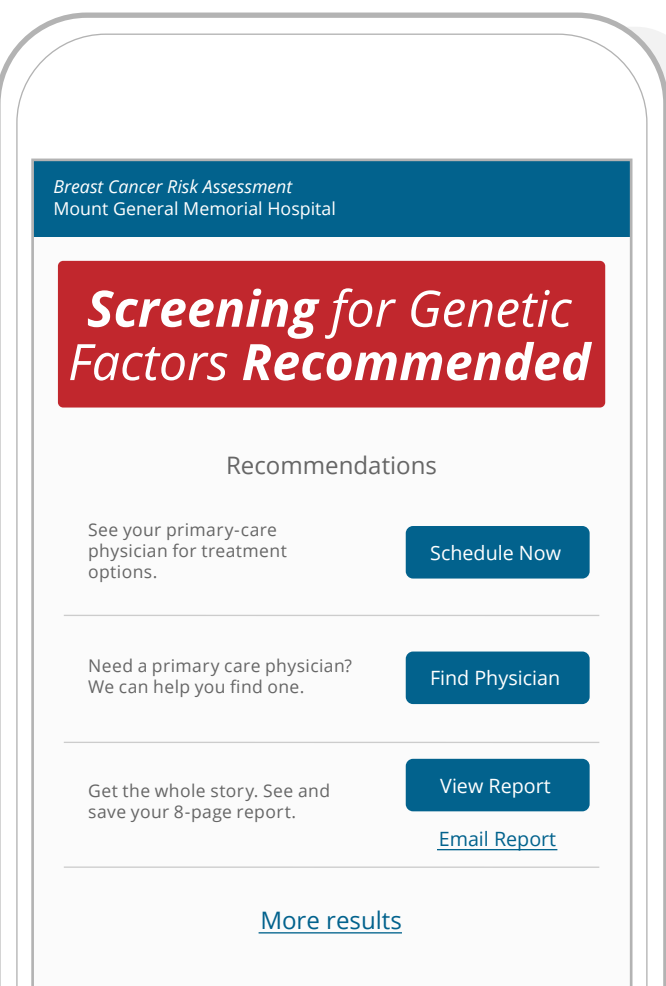 Breast Cancer Risk Assessment
Mount General Memorial Hospital
Screening for Genetic
Factors Recommended
Recommendations
See your primary-care
physician for treatment
options.
Schedule Now
Need a primary care physician?
We can help you find one.
Find Physician
Get the whole story. See and
save your 8-page report.
View Report
Email Report
More results